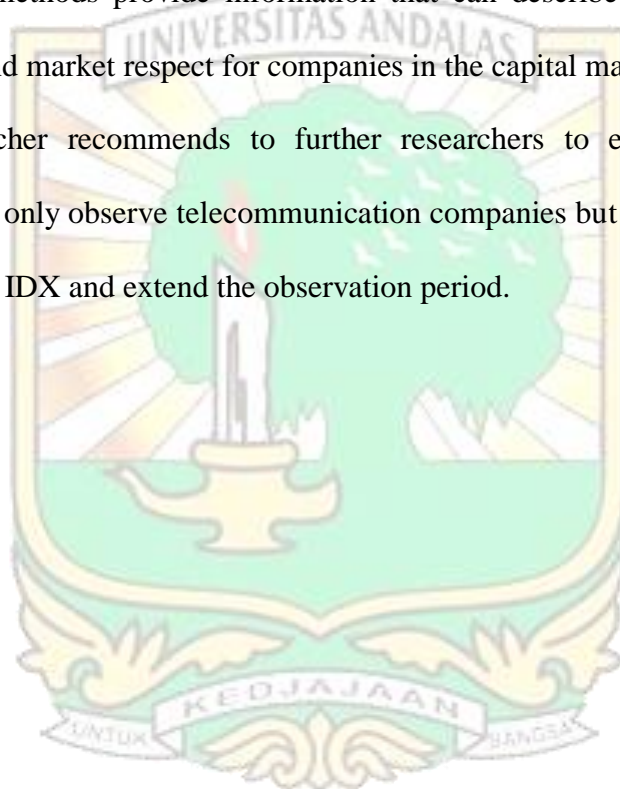 methods provide information that can describe
UNIVERSITAS ANDALAS
nd market respect for companies in the capital ma
cher recommends to further researchers to e
only observe telecommunication companies but
IDX and extend the observation period.
KEDJAJAAN
UNTUK
BANGSA